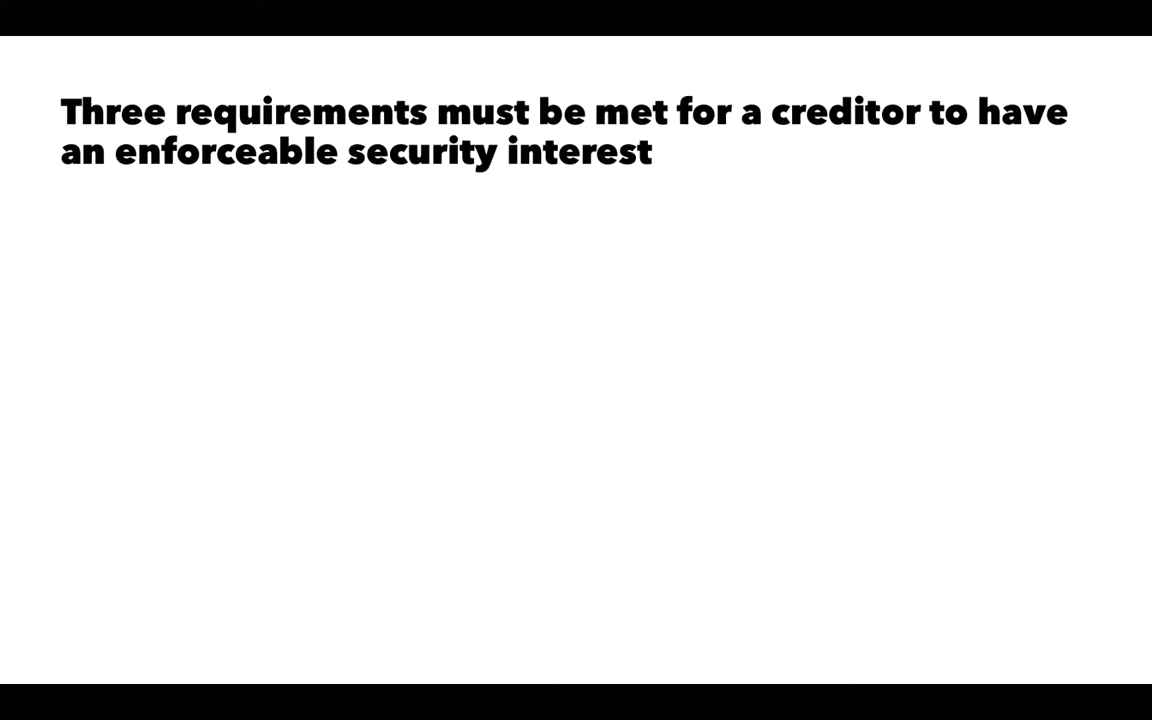 Three requirements must be met for a creditor to have
an enforceable security interest